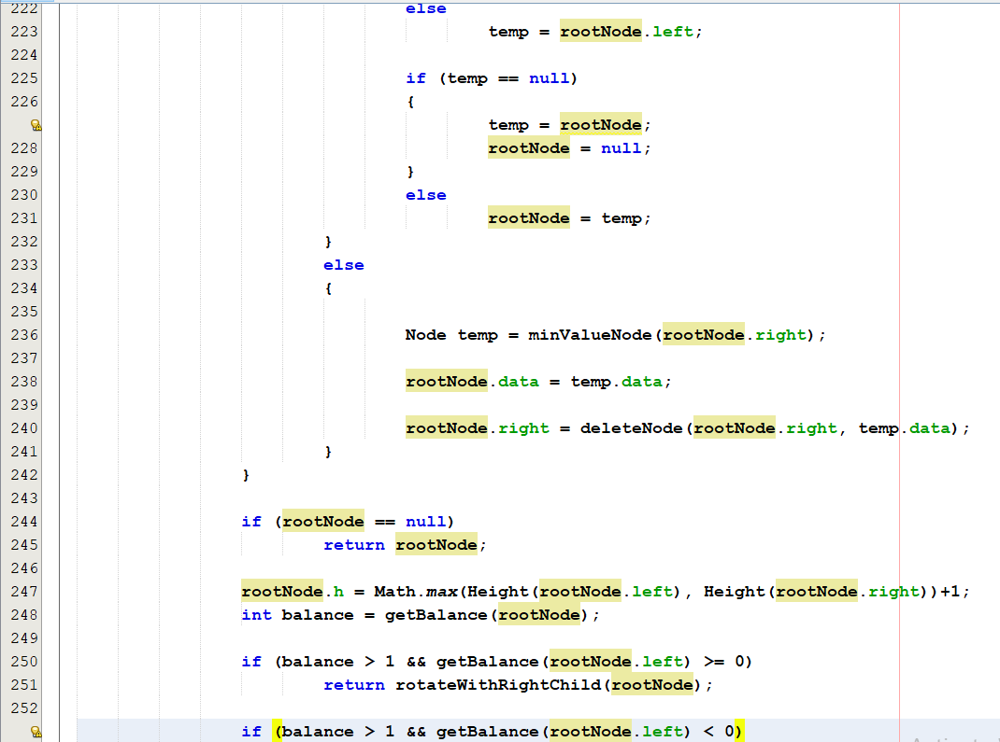 222 else
223 temp = rootNode.left;
224
225 if (temp == null)
226 {
temp = rootNode;
228 rootNode = null;
229 }
230 else
231 rootNode = temp;
232 }
233 else
234 {
235
236 Node temp = minValueNode(rootNode.right);
237
238 rootNode.data = temp.data;
239
240 rootNode.right = deleteNode(rootNode.right, temp.data);
241 }
242 }
243
244 if (rootNode == null)
245 return rootNode;
246
247 rootNode.h = Math.max(Height(rootNode.left), Height(rootNode.right))+1;
248 int balance = getBalance(rootNode);
249
250 if (balance > 1 && getBalance(rootNode.left) >= 0)
251 return rotateWithRightChild(rootNode);
252
if (balance > 1 && getBalance(rootNode.left) < 0)